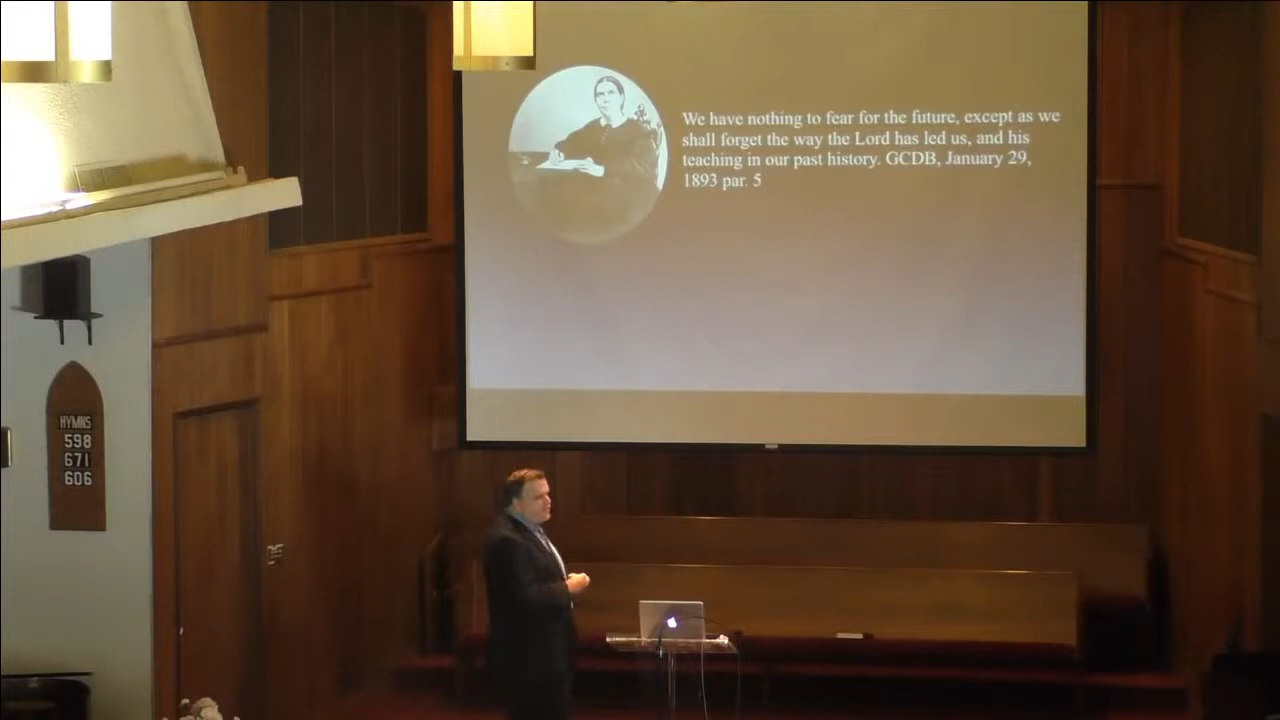 We have nothing to fear for the future, except as we
shall forget the way the Lord has led us, and his
teaching in our past history. GCDB, January 29,
1893 par. 5
HYMNS
598
671
606